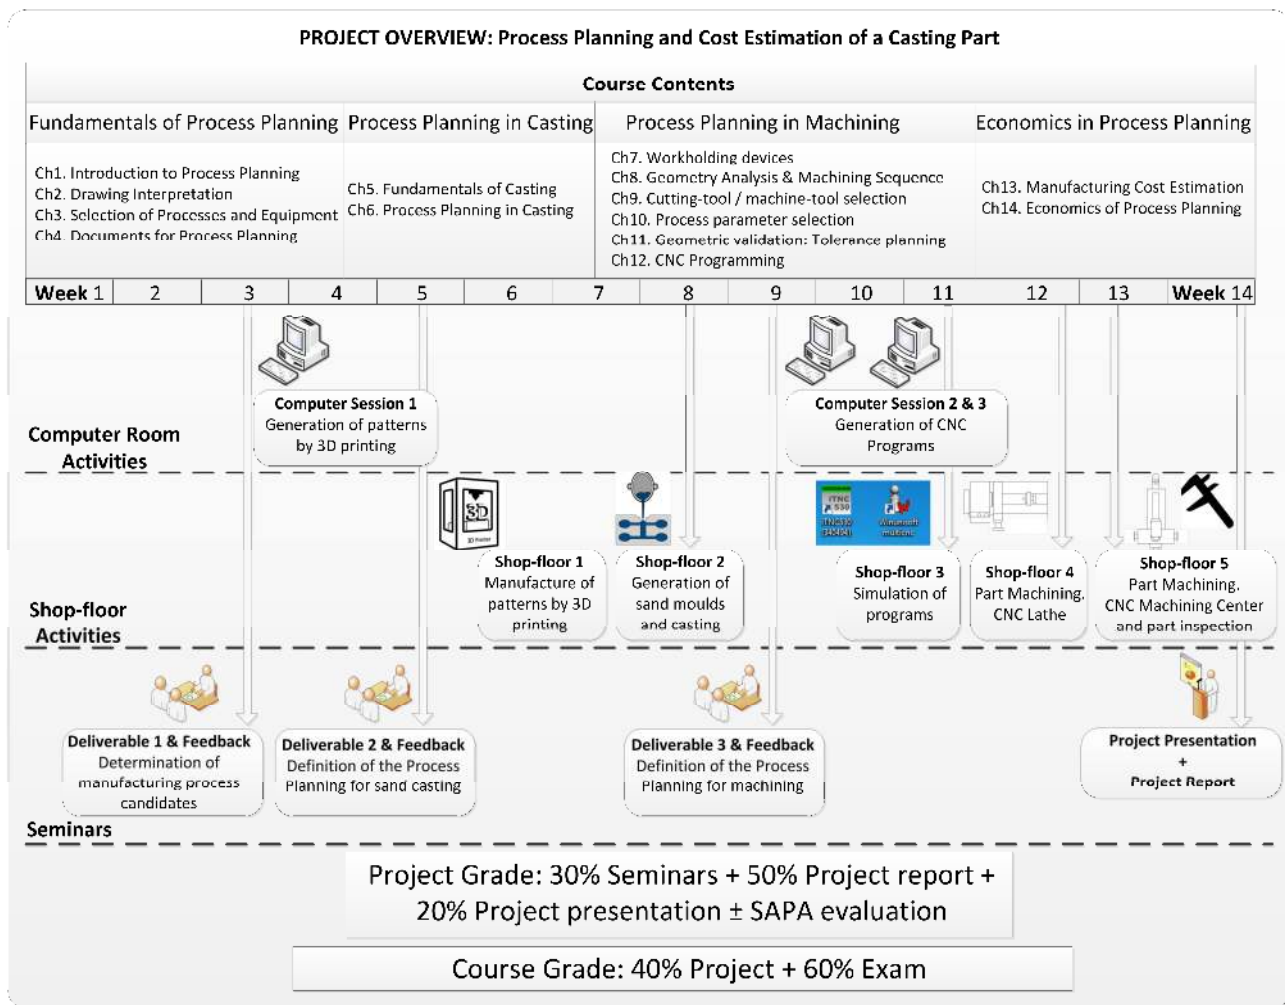 PROJECT OVERVIEW: Process Planning and Cost Estimation of a Casting Part
Course Contents
Fundamentals of Process Planning
Ch1. Introduction to Process Planning
Ch2. Drawing Interpretation
Ch3. Selection of Processes and Equipment
Ch4. Documents for Process Planning
Process Planning in Casting
Ch5. Fundamentals of Casting
Ch6. Process Planning in Casting
Process Planning in Machining
Ch7. Workholding devices
Ch8. Geometry Analysis & Machining Sequence
Ch9. Cutting-tool / machine-tool selection
Ch10. Process parameter selection
Ch11. Geometric validation: Tolerance planning
Ch12. CNC Programming
Economics in Process Planning
Ch13. Manufacturing Cost Estimation
Ch14. Economics of Process Planning
Week 1 2 3 4 5 6 7 8 9 10 11 12 13 Week 14
Computer Room
Activities
Computer Session 1
Generation of patterns
by 3D printing
Computer Session 2 & 3
Generation of CNC
Programs
Shop-floor
Activities
3D
3D Printer
Shop-floor 1
Manufacture of
patterns by 3D
printing
Shop-floor 2
Generation of
sand moulds
and casting
iTNC
530
Shop-floor 3
Simulation of
programs
Shop-floor 4
Part Machining.
CNC Lathe
Shop-floor 5
Part Machining.
CNC Machining Center
and part inspection
Seminars
Deliverable 1 & Feedback
Determination of
manufacturing process
candidates
Deliverable 2 & Feedback
Definition of the Process
Planning for sand casting
Deliverable 3 & Feedback
Definition of the Process
Planning for machining
Project Presentation
+
Project Report
Project Grade: 30% Seminars + 50% Project report +
20% Project presentation ± SAPA evaluation
Course Grade: 40% Project + 60% Exam